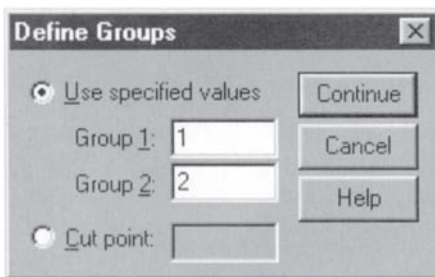 Define Groups
Use specified values
Group 1: 1
Group 2: 2
Cut point:
Continue
Cancel
Help